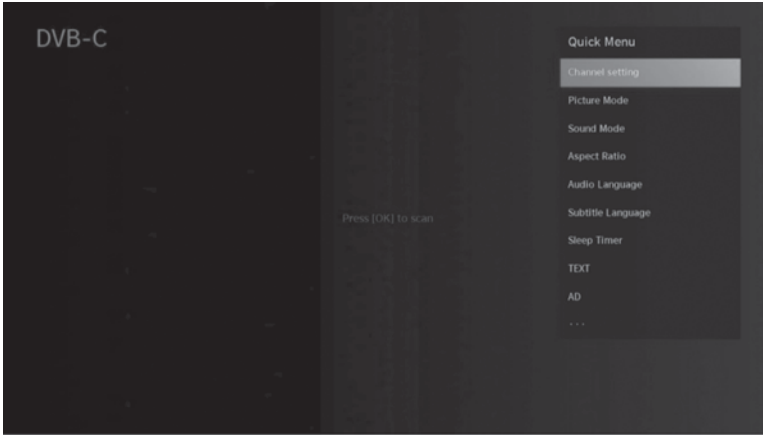 DVB-C
Quick Menu
Channel setting
Picture Mode
Sound Mode
Aspect Ratio
Audio Language
Press [OK] to scan
Subtitle Language
Sleep Timer
TEXT
AD
...